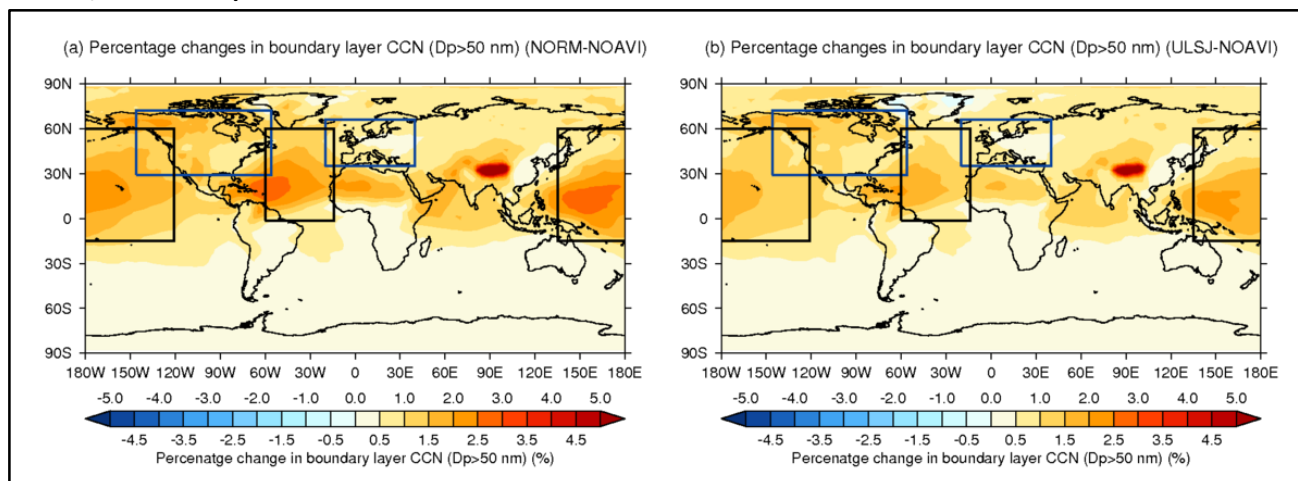 (a) Percentage changes in boundary layer CCN (Dp>50 nm) (NORM-NOAVI)
90N
60N
30N
0
30S
60S
90S
180W 150W 120W 90W 60W 30W 0 30E 60E 90E 120E 150E 180E
-5.0 -4.0 -3.0 -2.0 -1.0 0.0 1.0 2.0 3.0 4.0 5.0
-4.5 -3.5 -2.5 -1.5 -0.5 0.5 1.5 2.5 3.5 4.5
Percenatge change in boundary layer CCN (Dp>50 nm) (%)
(b) Percentage changes in boundary layer CCN (Dp>50 nm) (ULSJ-NOAVI)
90N
60N
30N
0
30S
60S
90S
180W 150W 120W 90W 60W 30W 0 30E 60E 90E 120E 150E 180E
-5.0 -4.0 -3.0 -2.0 -1.0 0.0 1.0 2.0 3.0 4.0 5.0
-4.5 -3.5 -2.5 -1.5 -0.5 0.5 1.5 2.5 3.5 4.5
Percenatge change in boundary layer CCN (Dp>50 nm) (%)